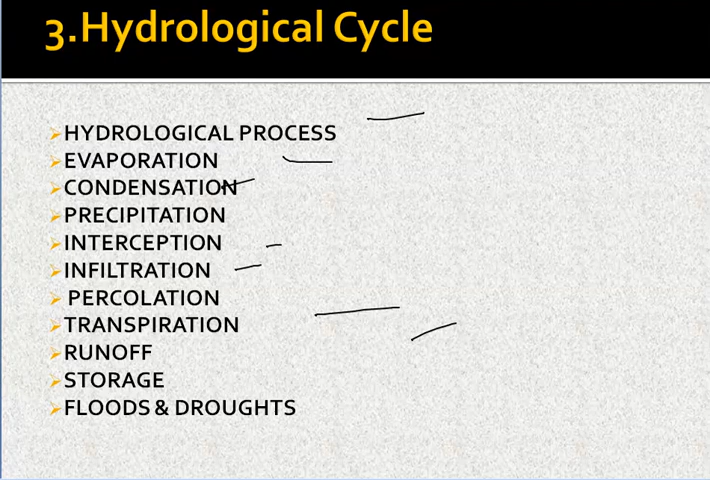 3.Hydrological Cycle
HYDROLOGICAL PROCESS
EVAPORATION
CONDENSATION
PRECIPITATION
INTERCEPTION
INFILTRATION
PERCOLATION
TRANSPIRATION
RUNOFF
STORAGE
FLOODS & DROUGHTS